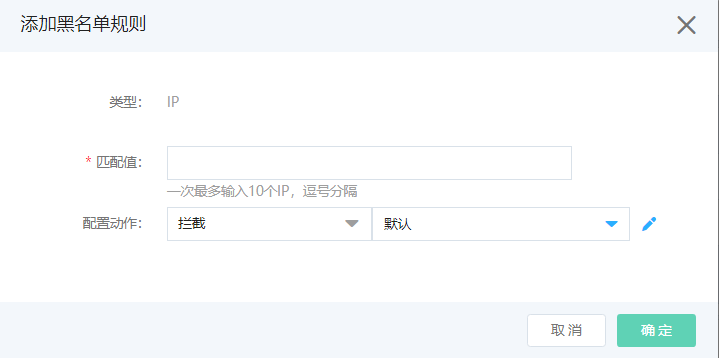 添加黑名单规则
类型： IP
* 匹配值：
一次最多输入10个IP，逗号分隔
配置动作： 拦截 默认
取消 确定